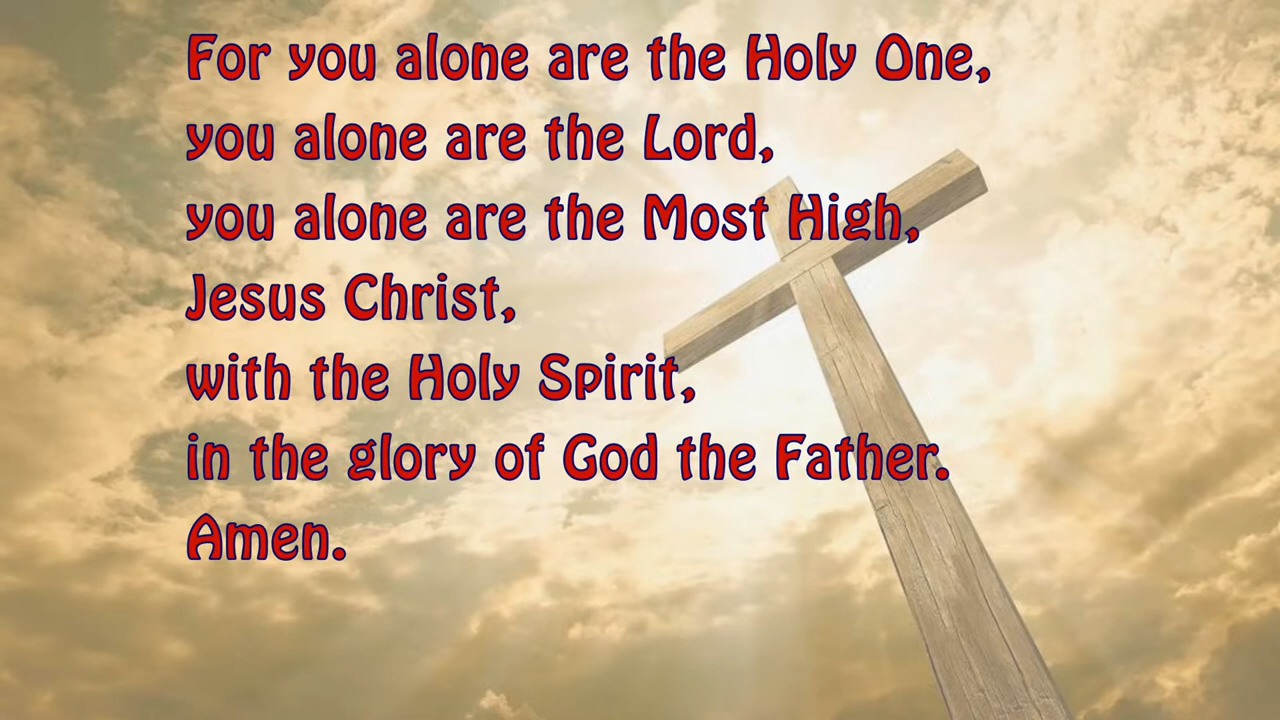 For you alone are the Holy One,
you alone are the Lord,
you alone are the Most High,
Jesus Christ,
with the Holy Spirit,
in the glory of God the Father.
Amen.